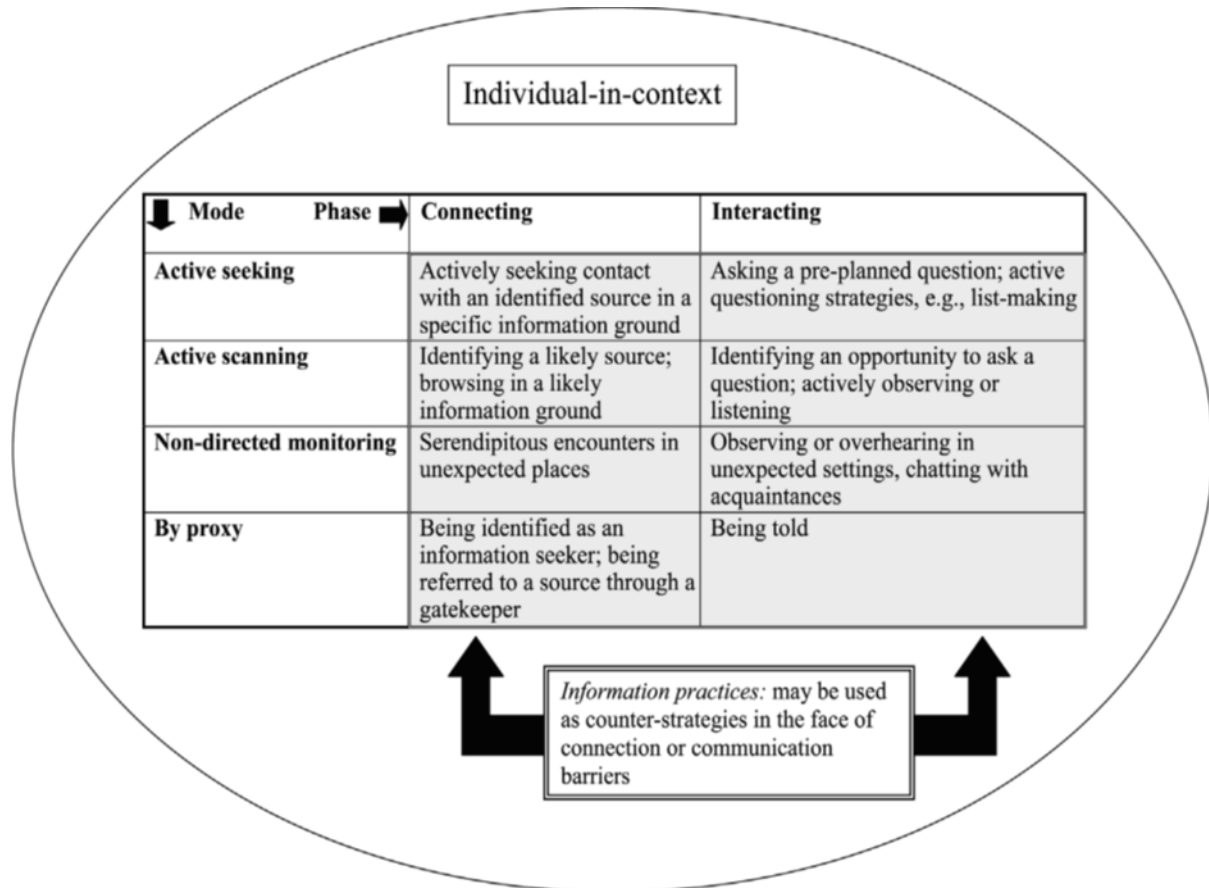 Individual-in-context
Mode Phase Connecting Interacting
Active seeking
Actively seeking contact
with an identified source in a
specific information ground
Asking a pre-planned question; active
questioning strategies, e.g., list-making
Active scanning
Identifying a likely source;
browsing in a likely
information ground
Identifying an opportunity to ask a
question; actively observing or
listening
Non-directed monitoring
Serendipitous encounters in
unexpected places
Observing or overhearing in
unexpected settings, chatting with
acquaintances
By proxy
Being identified as an
information seeker; being
referred to a source through a
gatekeeper
Being told
Information practices: may be used
as counter-strategies in the face of
connection or communication
barriers